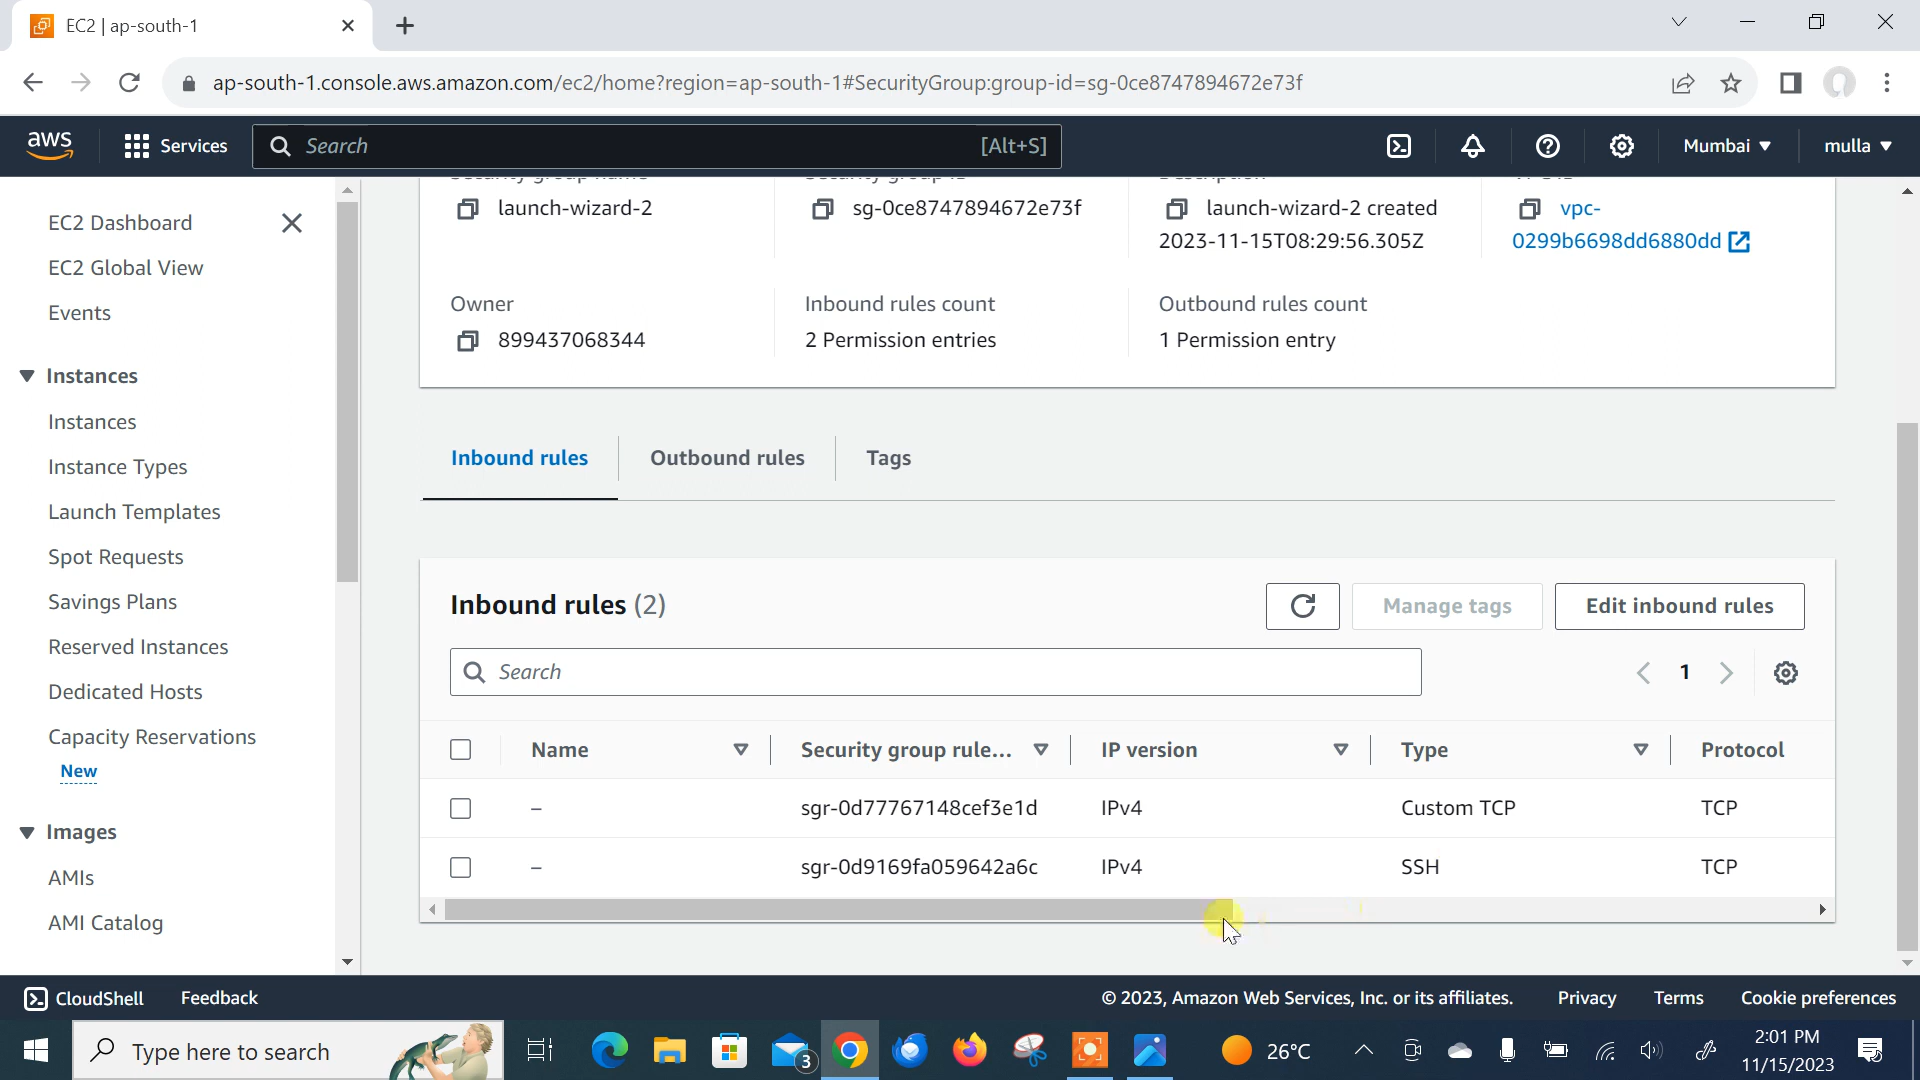 EC2 | ap-south-1
ap-south-1.console.aws.amazon.com/ec2/home?region=ap-south-1#SecurityGroup:group-id=sg-0ce8747894672e73f
aws
Services
Search
[Alt+S]
Mumbai
mulla
EC2 Dashboard
EC2 Global View
Events
Instances
Instances
Instance Types
Launch Templates
Spot Requests
Savings Plans
Reserved Instances
Dedicated Hosts
Capacity Reservations
New
Images
AMIs
AMI Catalog
launch-wizard-2
sg-0ce8747894672e73f
launch-wizard-2 created
2023-11-15T08:29:56.305Z
vpc-
0299b6698dd6880dd
Owner
899437068344
Inbound rules count
2 Permission entries
Outbound rules count
1 Permission entry
Inbound rules
Outbound rules
Tags
Inbound rules (2)
Manage tags
Edit inbound rules
Search
1
Name
Security group rule...
IP version
Type
Protocol
–
sgr-0d77767148cef3e1d
IPv4
Custom TCP
TCP
–
sgr-0d9169fa059642a6c
IPv4
SSH
TCP
CloudShell
Feedback
© 2023, Amazon Web Services, Inc. or its affiliates.
Privacy
Terms
Cookie preferences
Type here to search
3
26°C
2:01 PM
11/15/2023